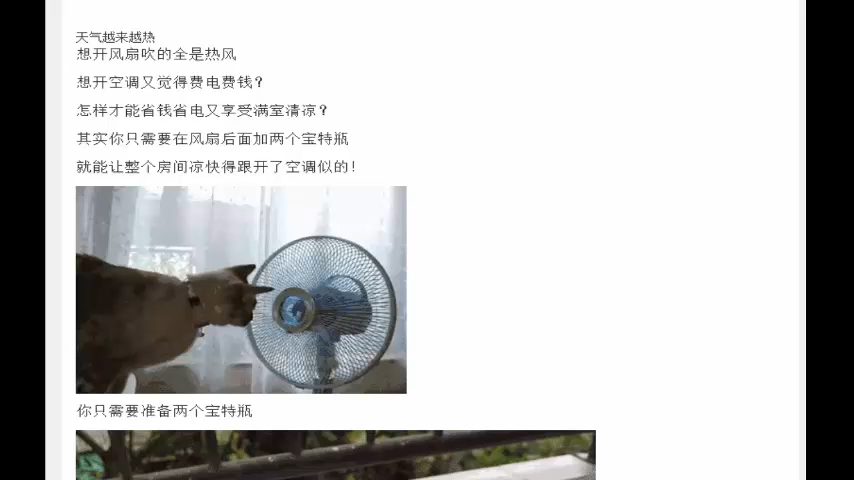 天气越来越热
想开风扇吹的全是热风
想开空调又觉得费电费钱？
怎样才能省钱省电又享受满室清凉？
其实你只需要在风扇后面加两个宝特瓶
就能让整个房间凉快得跟开了空调似的！
你只需要准备两个宝特瓶